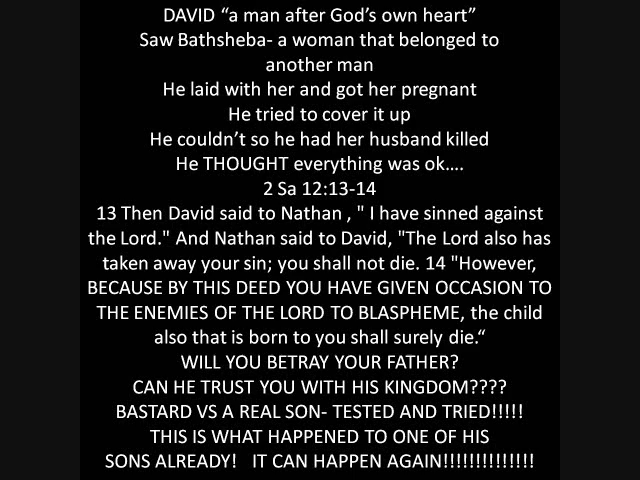 DAVID “a man after God’s own heart”
Saw Bathsheba- a woman that belonged to
another man
He laid with her and got her pregnant
He tried to cover it up
He couldn’t so he had her husband killed
He THOUGHT everything was ok….
2 Sa 12:13-14
13 Then David said to Nathan , " I have sinned against
the Lord." And Nathan said to David, "The Lord also has
taken away your sin; you shall not die. 14 "However,
BECAUSE BY THIS DEED YOU HAVE GIVEN OCCASION TO
THE ENEMIES OF THE LORD TO BLASPHEME, the child
also that is born to you shall surely die.“
WILL YOU BETRAY YOUR FATHER?
CAN HE TRUST YOU WITH HIS KINGDOM????
BASTARD VS A REAL SON- TESTED AND TRIED!!!!!
THIS IS WHAT HAPPENED TO ONE OF HIS
SONS ALREADY!   IT CAN HAPPEN AGAIN!!!!!!!!!!!!!!